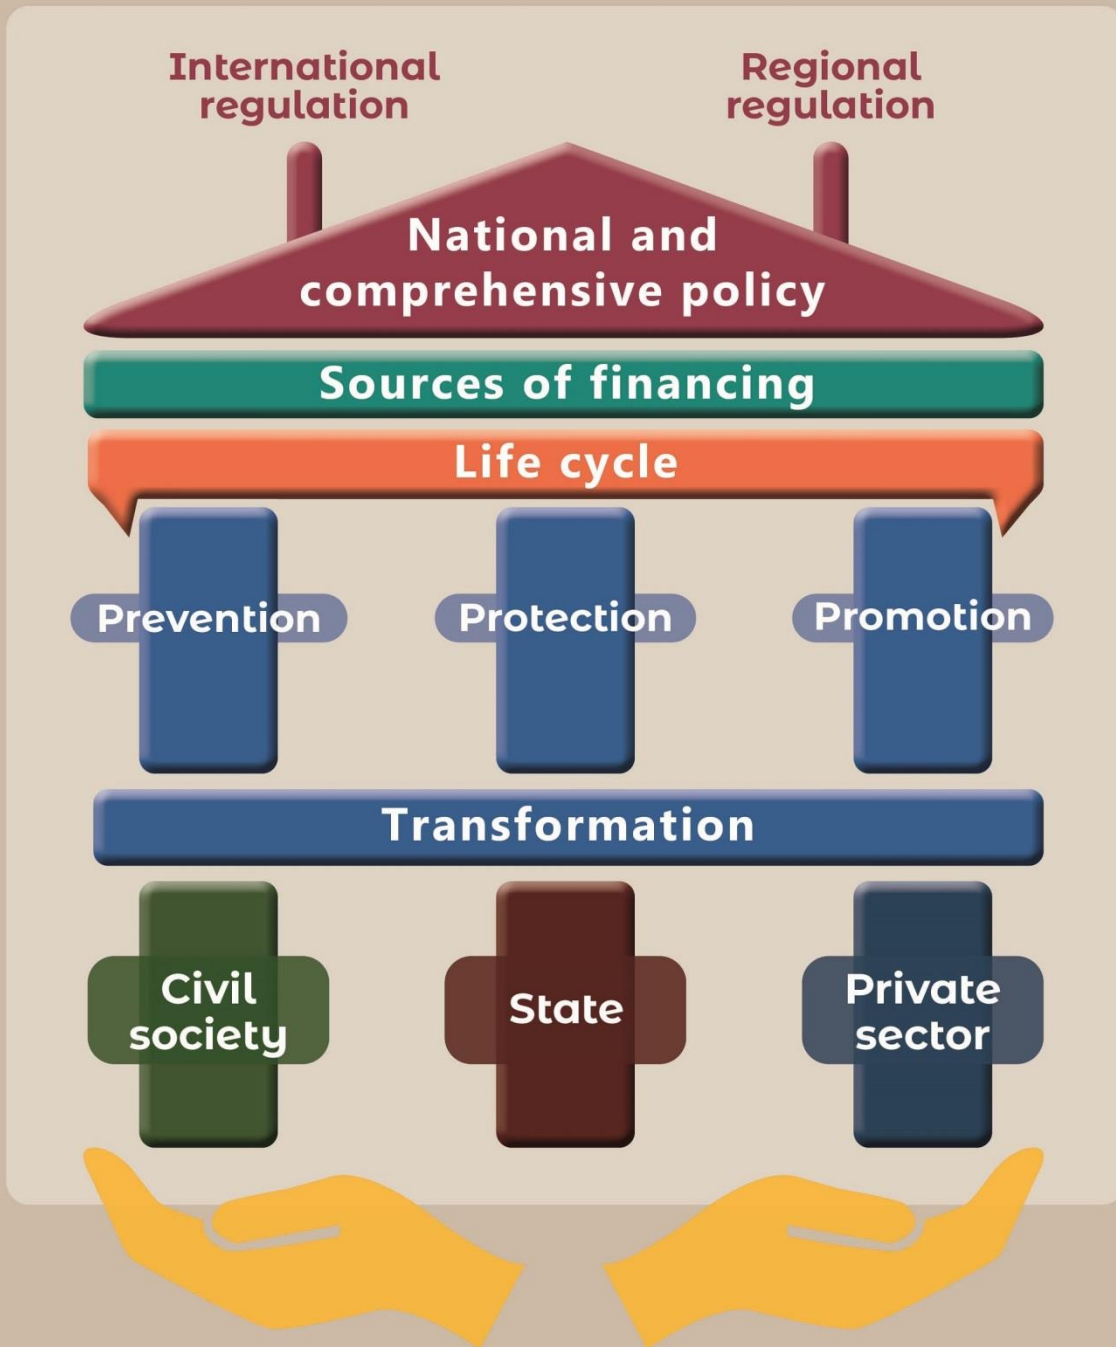 International
regulation
Regional
regulation
National and
comprehensive policy
Sources of financing
Life cycle
Prevention
Protection
Promotion
Transformation
Civil
society
State
Private
sector